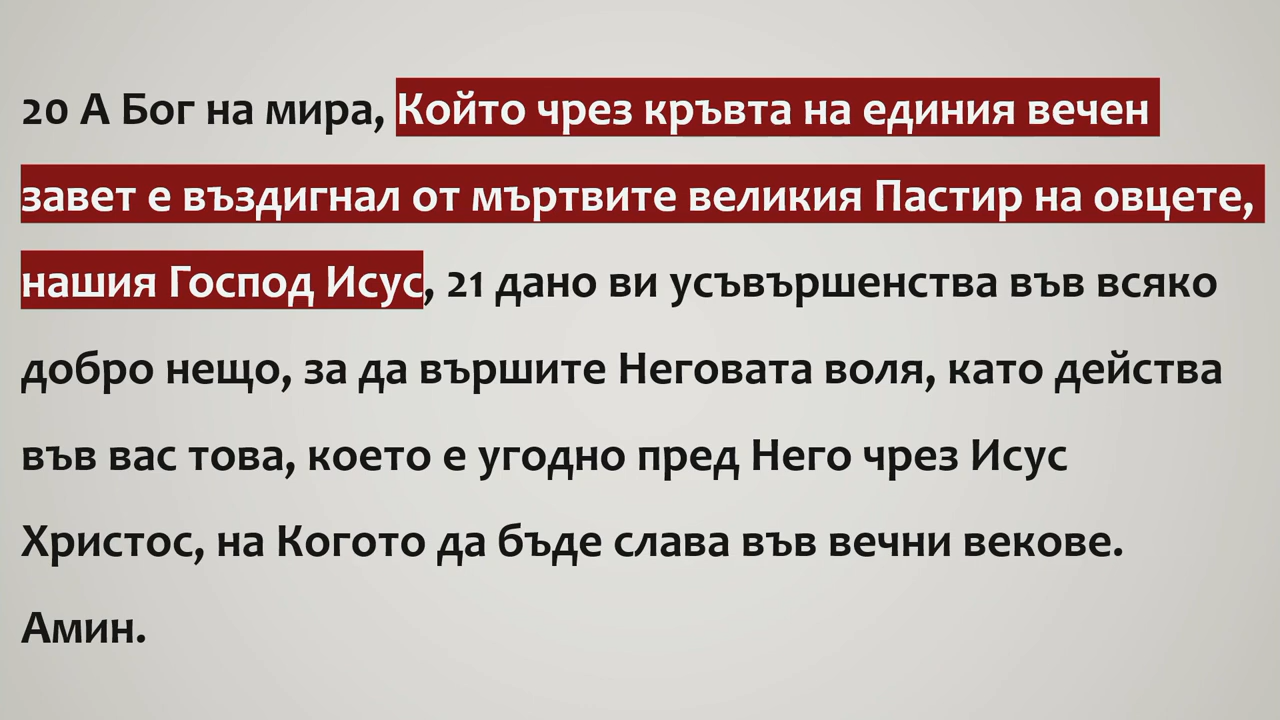 20 А Бог на мира, Който чрез кръвта на единия вечен
завет е въздигнал от мъртвите великия Пастир на овцете,
нашия Господ Исус, 21 дано ви усъвършенства във всяко
добро нещо, за да вършите Неговата воля, като действа
във вас това, което е угодно пред Него чрез Исус
Христос, на Когото да бъде слава във вечни векове.
Амин.